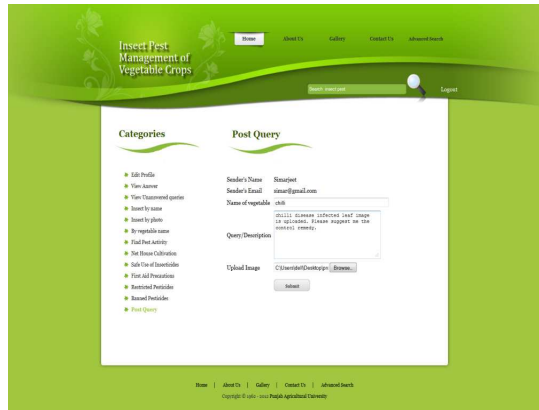 Insect Pest
Management of
Vegetable Crops
Home About Us Gallery Contact Us Advanced Search
Search insect pest
Logout
Categories
Edit Profile
View Answer
View Unanswered queries
Insect by name
Insect by photo
By vegetable name
Find Pest Activity
Net House Cultivation
Safe Use of Insecticides
First Aid Precautions
Restricted Pesticides
Banned Pesticides
Post Query
Post Query
Sender's Name Simarjeet
Sender's Email simar@gmail.com
Name of vegetable chilli
Query/Description
chilli disease infected leaf image
is uploaded. Please suggest me the
control remedy.
Upload Image Browse...
Submit
Home | About Us | Gallery | Contact Us | Advanced Search
Copyright © Punjab Agricultural University